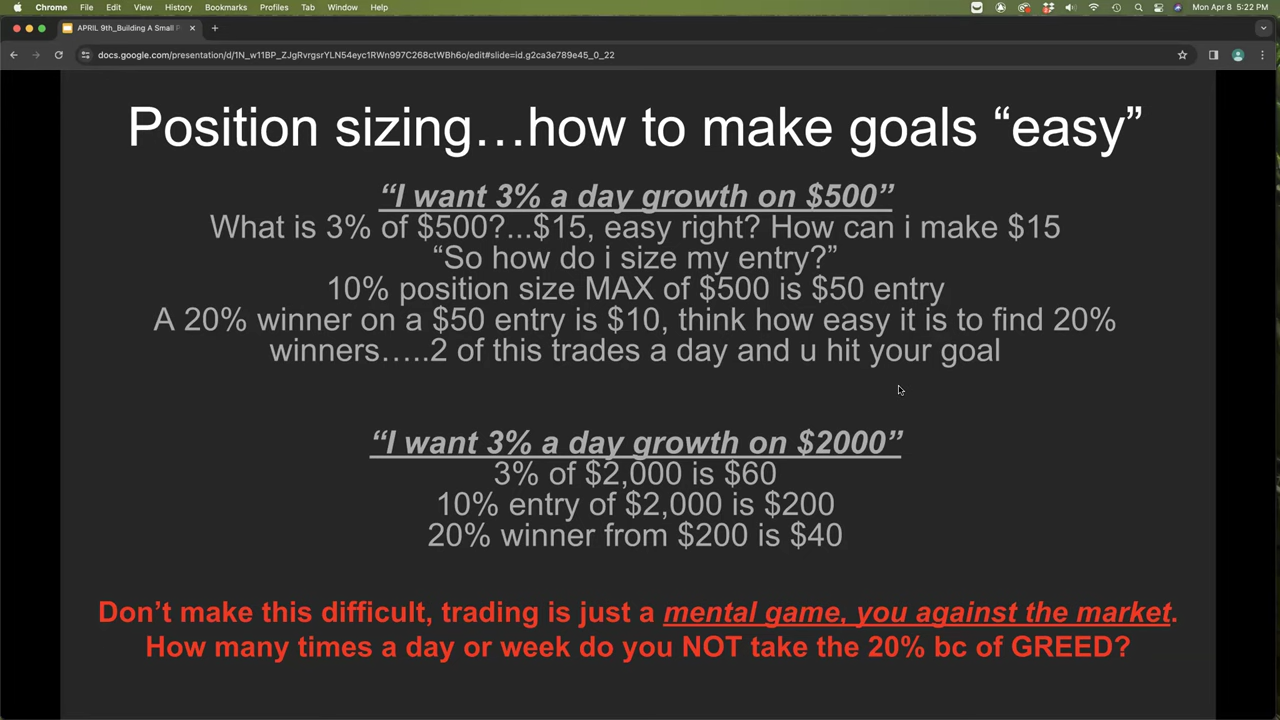 Chrome File Edit View History Bookmarks Profiles Tab Window Help Mon Apr 8 5:22 PM
APRIL 9th_Building A Small
docs.google.com/presentation/d/1N_w11BP_ZJgRvrgsrYLN54eyc1RWn997C268ctWBh6o/edit#slide=id.g2ca3e789e45_0_22
Position sizing…how to make goals “easy”
“I want 3% a day growth on $500”
What is 3% of $500?...$15, easy right? How can i make $15
“So how do i size my entry?”
10% position size MAX of $500 is $50 entry
A 20% winner on a $50 entry is $10, think how easy it is to find 20%
winners…..2 of this trades a day and u hit your goal
“I want 3% a day growth on $2000”
3% of $2,000 is $60
10% entry of $2,000 is $200
20% winner from $200 is $40
Don’t make this difficult, trading is just a mental game, you against the market.
How many times a day or week do you NOT take the 20% bc of GREED?